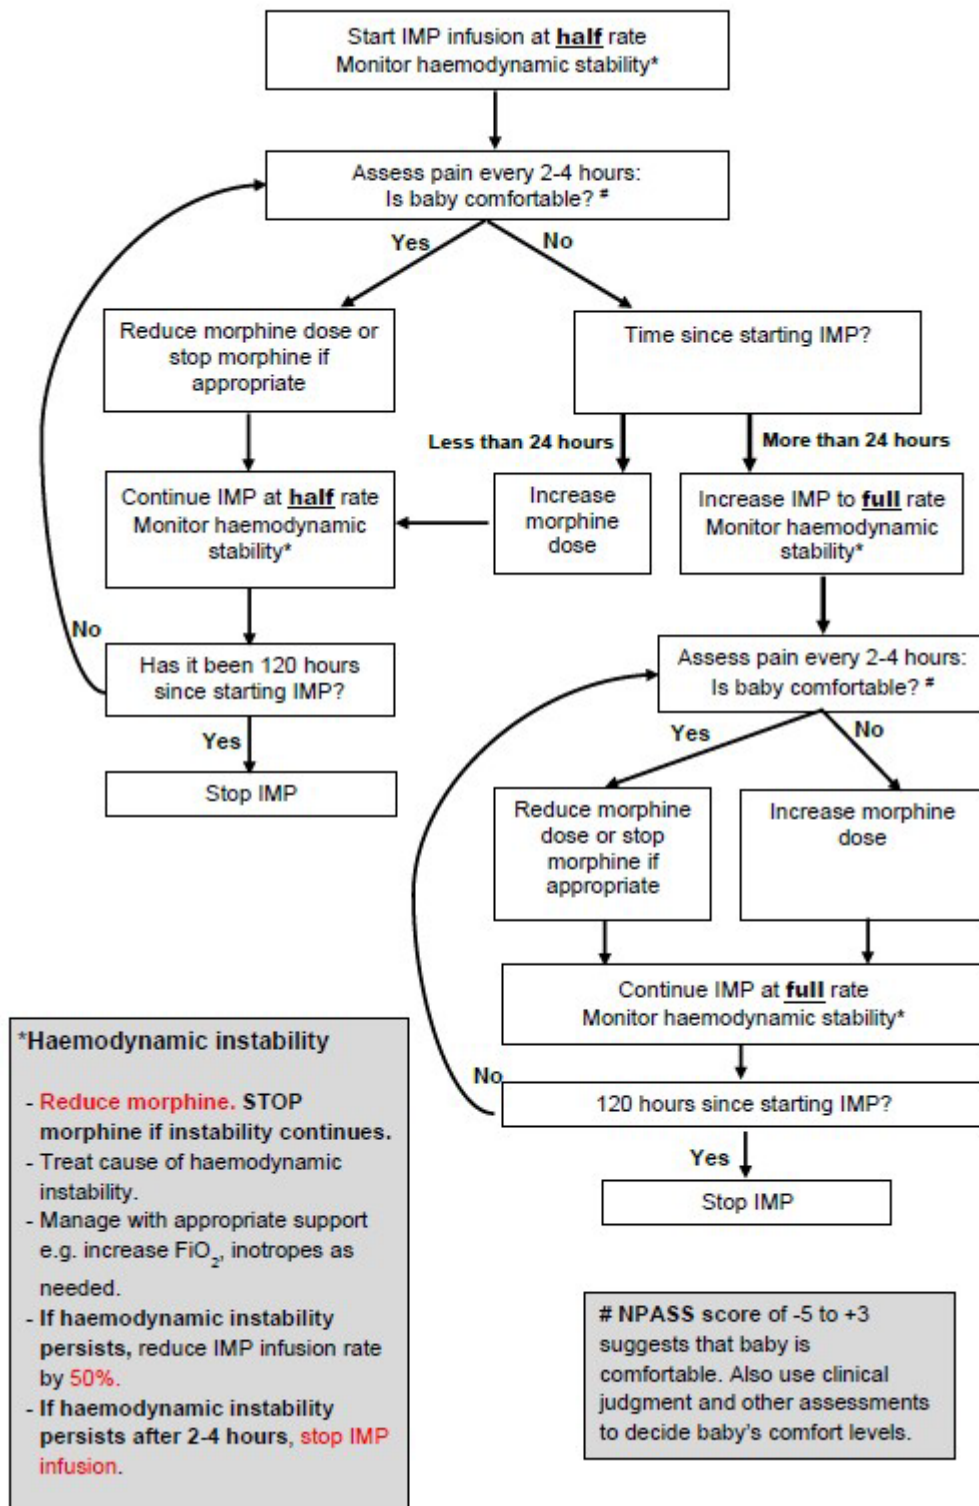 Start IMP infusion at half rate
Monitor haemodynamic stability*
Assess pain every 2-4 hours:
Is baby comfortable? #
Yes
No
Reduce morphine dose or
stop morphine if
appropriate
Time since starting IMP?
Less than 24 hours
More than 24 hours
Continue IMP at half rate
Monitor haemodynamic
stability*
Increase
morphine
dose
Increase IMP to full rate
Monitor haemodynamic
stability*
No
Has it been 120 hours
since starting IMP?
Yes
Stop IMP
Assess pain every 2-4 hours:
Is baby comfortable? #
Yes
No
Reduce morphine
dose or stop
morphine if
appropriate
Increase morphine
dose
Continue IMP at full rate
Monitor haemodynamic stability*
No
120 hours since starting IMP?
Yes
Stop IMP
*Haemodynamic instability
- Reduce morphine. STOP
morphine if instability continues.
- Treat cause of haemodynamic
instability.
- Manage with appropriate support
e.g. increase FiO2, inotropes as
needed.
- If haemodynamic instability
persists, reduce IMP infusion rate
by 50%.
- If haemodynamic instability
persists after 2-4 hours, stop IMP
infusion.
# NPASS score of -5 to +3
suggests that baby is
comfortable. Also use clinical
judgment and other assessments
to decide baby's comfort levels.